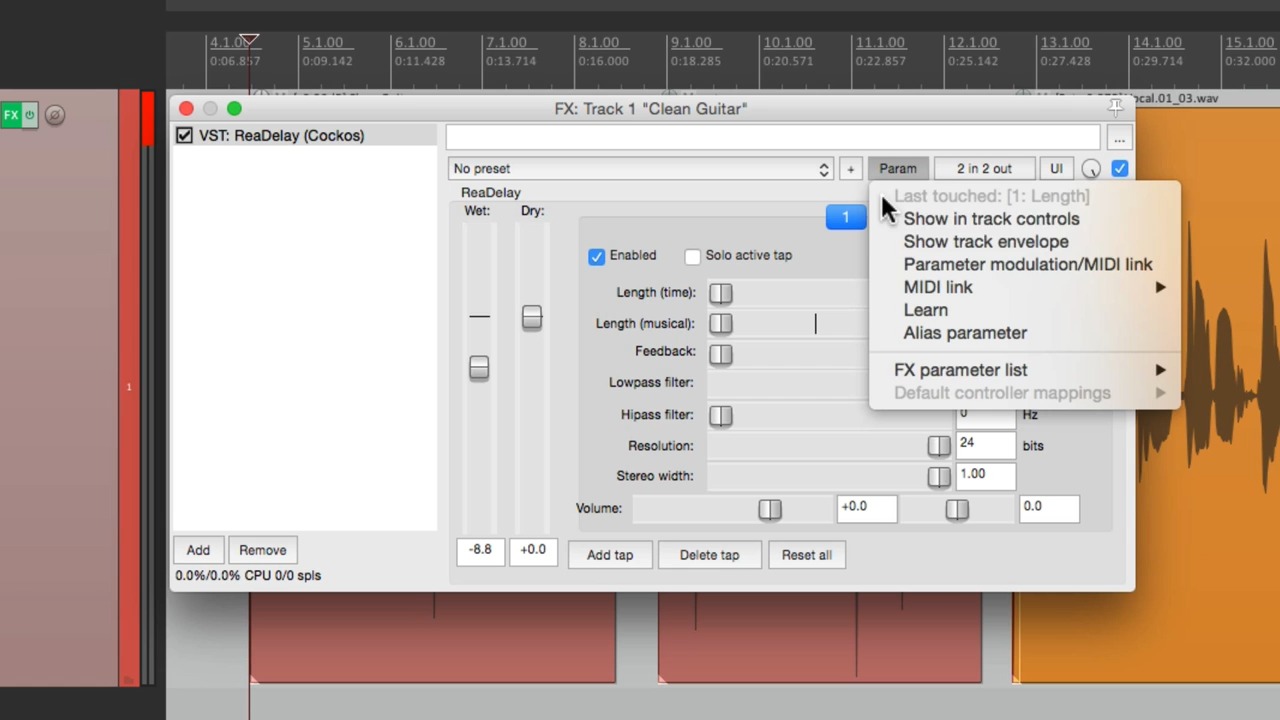 4.1.00 5.1.00 6.1.00 7.1.00 8.1.00 9.1.00 10.1.00 11.1.00 12.1.00 13.1.00 14.1.00 15.1.00
0:06.857 0:09.142 0:11.428 0:13.714 0:16.000 0:18.285 0:20.571 0:22.857 0:25.142 0:27.428 0:29.714 0:32.000
FX
FX: Track 1 "Clean Guitar"
ocal.01_03.wav
VST: ReaDelay (Cockos)
...
No preset + Param 2 in 2 out UI
ReaDelay
Last touched: [1: Length]
Wet: Dry:
1
Show in track controls
Show track envelope
Enabled Solo active tap
Parameter modulation/MIDI link
Length (time):
MIDI link
Learn
Length (musical):
Alias parameter
Feedback:
FX parameter list
Lowpass filter:
1
Default controller mappings
Hipass filter: 0 Hz
Resolution: 24 bits
Stereo width: 1.00
Volume: +0.0 0.0
Add Remove
-8.8 +0.0 Add tap Delete tap Reset all
0.0%/0.0% CPU 0/0 spls